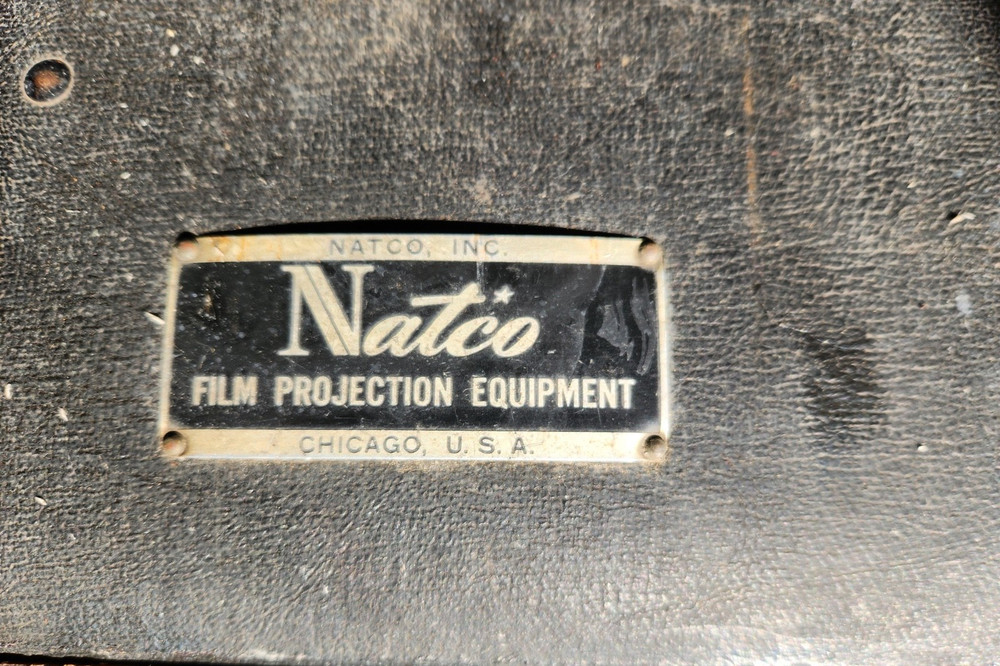 NATCO, INC.
Natco
FILM PROJECTION EQUIPMENT
CHICAGO, U.S.A.